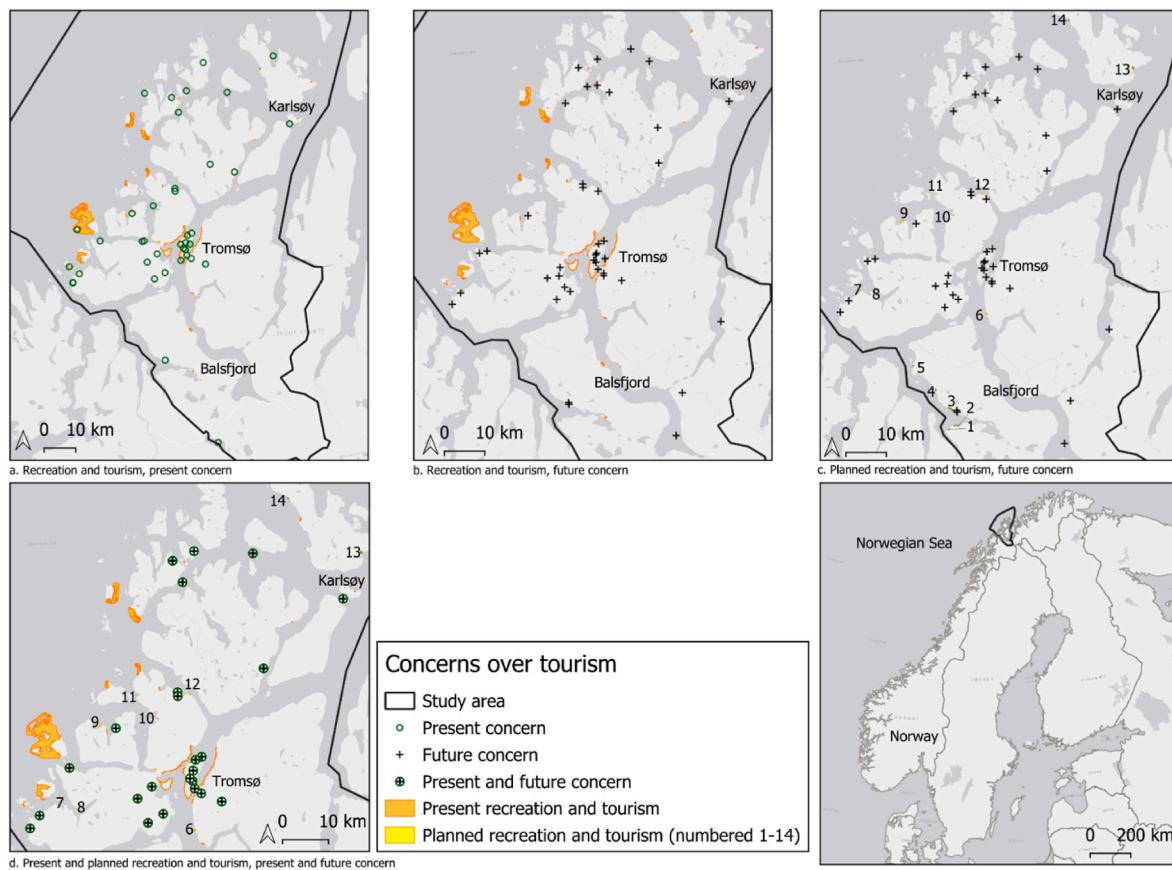 Karlsøy
Tromsø
Balsfjord
0 10 km
a. Recreation and tourism, present concern
Karlsøy
Tromsø
Balsfjord
0 10 km
b. Recreation and tourism, future concern
14
13
Karlsøy
11
12
9
10
Tromsø
7
8
6
5
4
3
2
Balsfjord
1
0 10 km
c. Planned recreation and tourism, future concern
14
13
Karlsøy
12
11
9
10
Tromsø
7
8
6
0 10 km
d. Present and planned recreation and tourism, present and future concern
Concerns over tourism
Study area
Present concern
Future concern
Present and future concern
Present recreation and tourism
Planned recreation and tourism (numbered 1-14)
Norwegian Sea
Norway
0 200 km